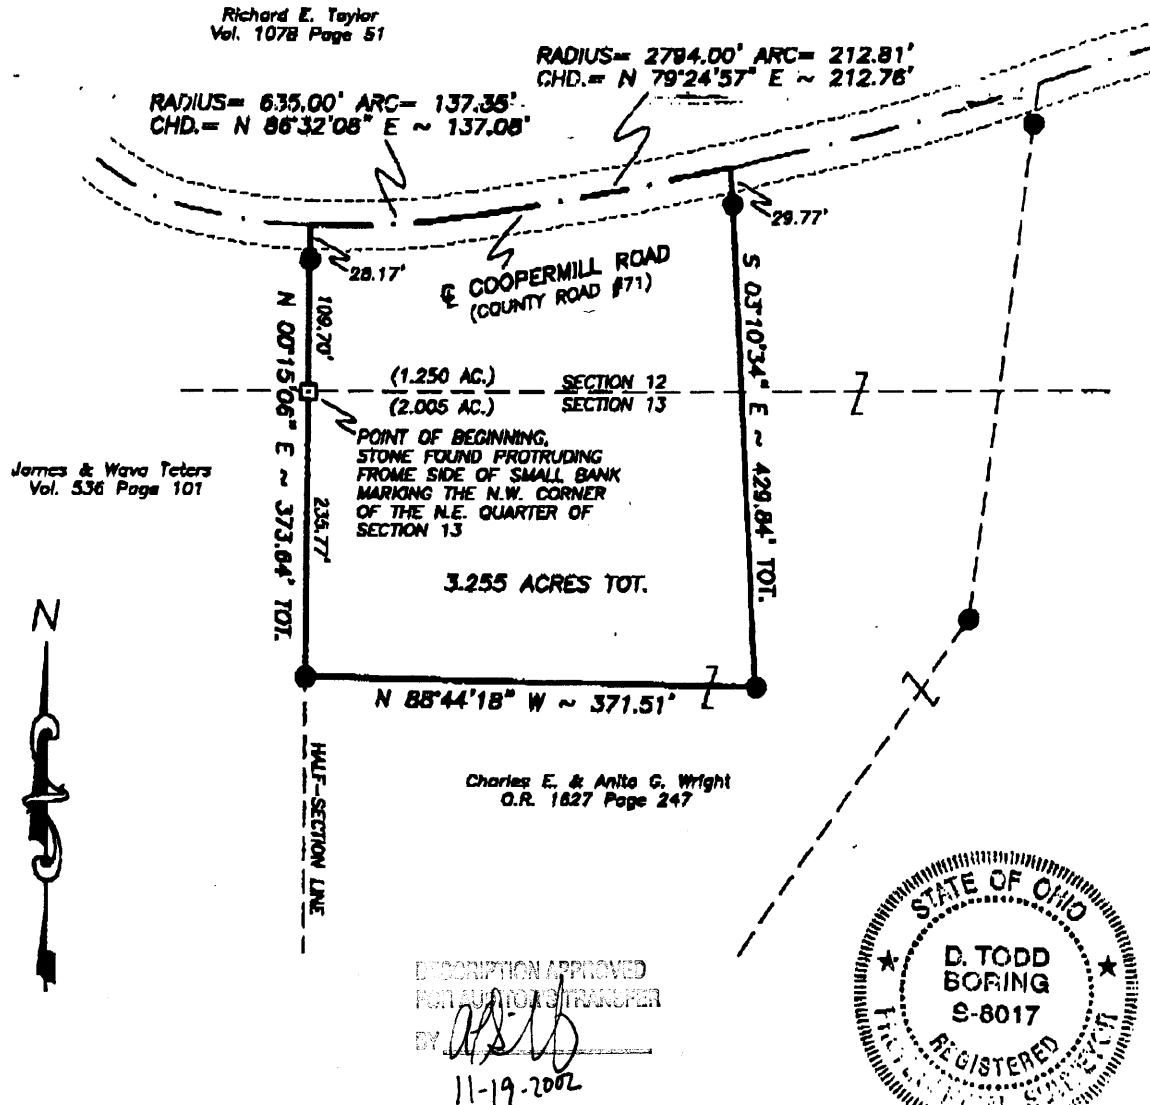 Richard E. Taylor
Vol. 1078 Page 51
RADIUS= 2794.00' ARC= 212.81'
CHD.= N 79°24'57" E ~ 212.76'
RADIUS= 635.00' ARC= 137.35'
CHD.= N 86°32'08" E ~ 137.08'
29.77'
28.17'
℄ COOPERMILL ROAD
(COUNTY ROAD #71)
109.70'
N 00°15'06" E ~ 373.64' TOT.
S 03°10'34" E ~ 429.84' TOT.
(1.250 AC.) SECTION 12
(2.005 AC.) SECTION 13
POINT OF BEGINNING,
STONE FOUND PROTRUDING
FROME SIDE OF SMALL BANK
MARKING THE N.W. CORNER
OF THE N.E. QUARTER OF
SECTION 13
James & Wava Teters
Vol. 536 Page 101
235.77'
3.255 ACRES TOT.
N
N 88°44'18" W ~ 371.51'
HALF-SECTION LINE
Charles E. & Anita G. Wright
O.R. 1627 Page 247
STATE OF OHIO
D. TODD
BORING
S-8017
REGISTERED
PROFESSIONAL SURVEYOR
DESCRIPTION APPROVED
FOR AUDITOR'S TRANSFER
BY
11-19-2002